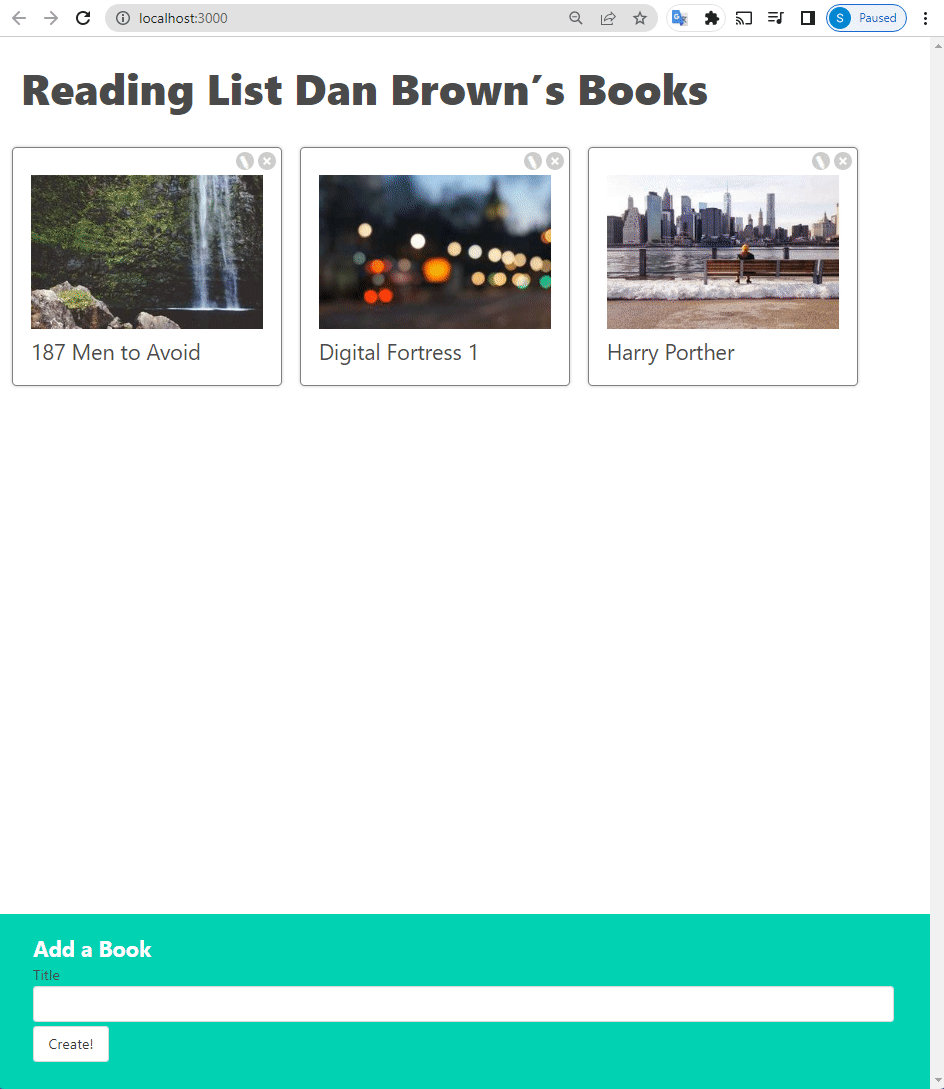 localhost:3000
S
Paused
Reading List Dan Brown´s Books
187 Men to Avoid
Digital Fortress 1
Harry Porther
Add a Book
Title
Create!